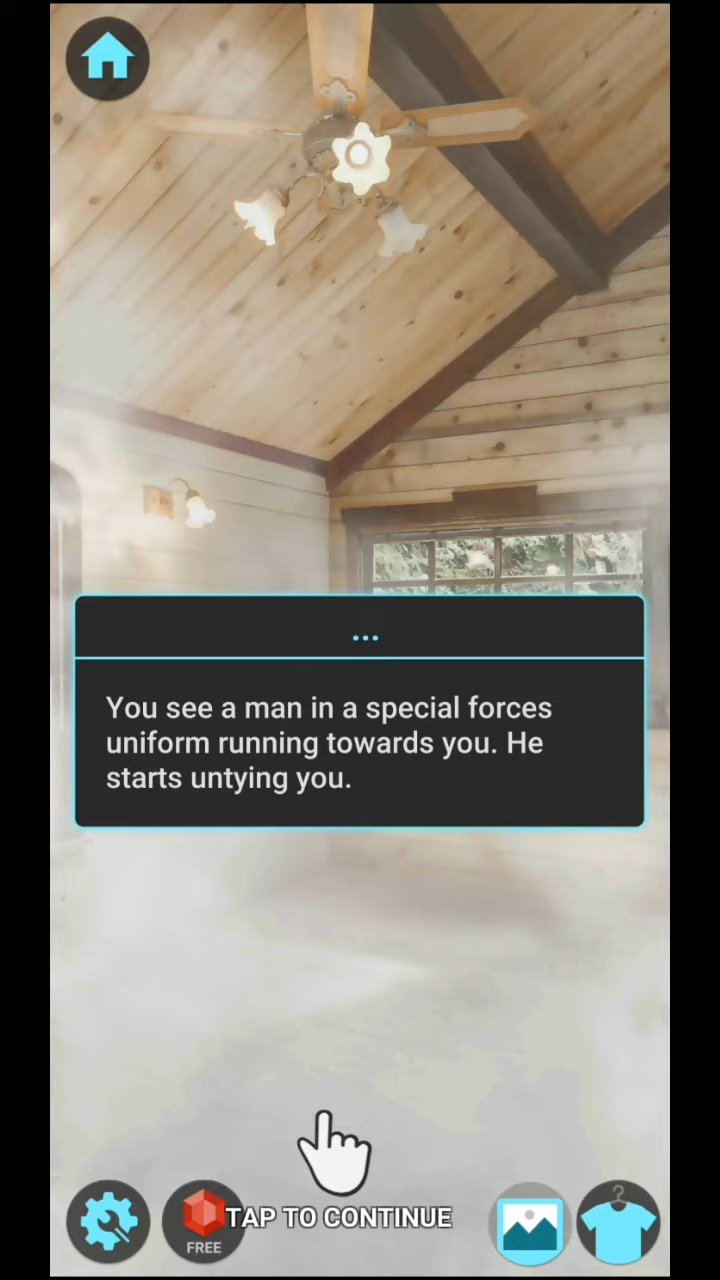 ...
You see a man in a special forces
uniform running towards you. He
starts untying you.
TAP TO CONTINUE
FREE